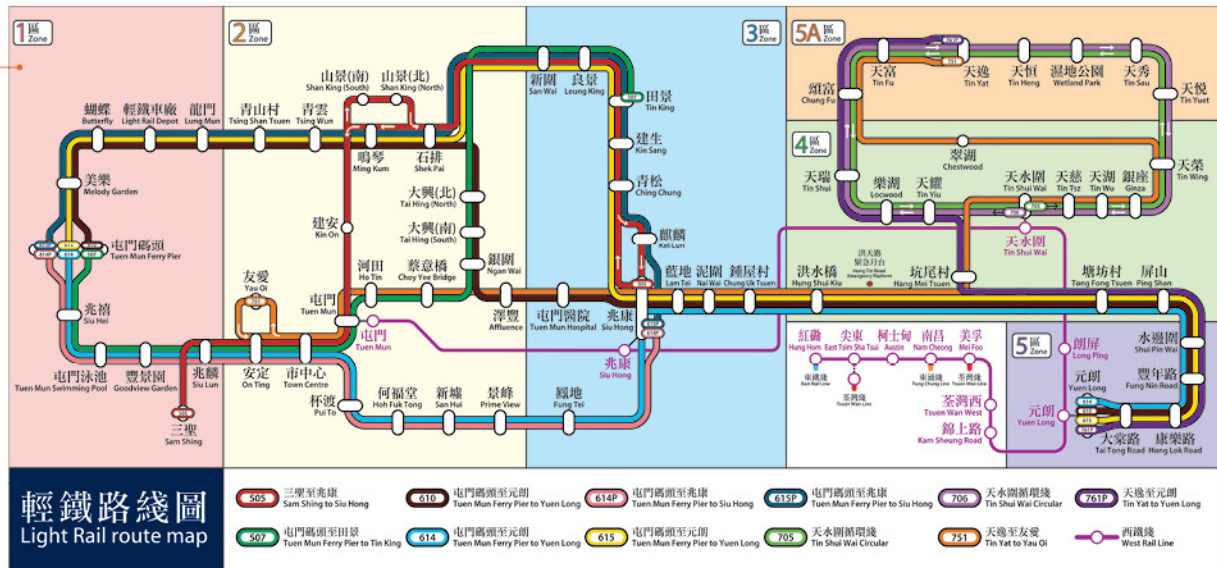 1區
Zone
2區
Zone
3區
Zone
5A區
Zone
4區
Zone
5區
Zone
蝴蝶
Butterfly
輕鐵車廠
Light Rail Depot
龍門
Lung Mun
青山村
Tsing Shan Tsuen
青雲
Tsing Wun
山景(南)
Shan King (South)
山景(北)
Shan King (North)
鳴琴
Ming Kum
石排
Shek Pai
新圍
San Wai
良景
Leung King
田景
Tin King
建生
Kin Sang
青松
Ching Chung
麒麟
Kei Lun
大興(北)
Tai Hing (North)
大興(南)
Tai Hing (South)
銀圍
Ngan Wai
美樂
Melody Garden
屯門碼頭
Tuen Mun Ferry Pier
615P
615
610
614P
614
507
兆禧
Siu Hei
屯門泳池
Tuen Mun Swimming Pool
豐景園
Goodview Garden
兆麟
Siu Lun
三聖
Sam Shing
505
安定
On Ting
友愛
Yau Oi
751
市中心
Town Centre
屯門
Tuen Mun
屯門
Tuen Mun
建安
Kin On
河田
Ho Tin
蔡意橋
Choy Yee Bridge
澤豐
Affluence
屯門醫院
Tuen Mun Hospital
兆康
Siu Hong
505
615P
614P
兆康
Siu Hong
杯渡
Pui To
何福堂
Hoh Fuk Tong
新墟
San Hui
景峰
Prime View
鳳地
Fung Tei
藍地
Lam Tei
泥圍
Nai Wai
鍾屋村
Chung Uk Tsuen
洪水橋
Hung Shui Kiu
洪天路
緊急月台
Hung Tin Road
Emergency Platform
坑尾村
Hang Mei Tsuen
塘坊村
Tong Fong Tsuen
屏山
Ping Shan
水邊圍
Shui Pin Wai
豐年路
Fung Nin Road
康樂路
Hong Lok Road
大棠路
Tai Tong Road
元朗
Yuen Long
614
610
615
761P
元朗
Yuen Long
朗屏
Long Ping
頌富
Chung Fu
天富
Tin Fu
761P
751
天逸
Tin Yat
天恒
Tin Heng
濕地公園
Wetland Park
天秀
Tin Sau
天悅
Tin Yuet
翠湖
Chestwood
天榮
Tin Wing
天瑞
Tin Shui
樂湖
Locwood
天耀
Tin Yiu
天水圍
Tin Shui Wai
705
706
天慈
Tin Tsz
天湖
Tin Wu
銀座
Ginza
天水圍
Tin Shui Wai
紅磡
Hung Hom
東鐵綫
East Rail Line
尖東
East Tsim Sha Tsui
荃灣綫
Tsuen Wan Line
柯士甸
Austin
南昌
Nam Cheong
東涌綫
Tung Chung Line
美孚
Mei Foo
荃灣綫
Tsuen Wan Line
荃灣西
Tsuen Wan West
錦上路
Kam Sheung Road
輕鐵路綫圖
Light Rail route map
505
三聖至兆康
Sam Shing to Siu Hong
610
屯門碼頭至元朗
Tuen Mun Ferry Pier to Yuen Long
614P
屯門碼頭至兆康
Tuen Mun Ferry Pier to Siu Hong
615P
屯門碼頭至兆康
Tuen Mun Ferry Pier to Siu Hong
706
天水圍循環綫
Tin Shui Wai Circular
761P
天逸至元朗
Tin Yat to Yuen Long
507
屯門碼頭至田景
Tuen Mun Ferry Pier to Tin King
614
屯門碼頭至元朗
Tuen Mun Ferry Pier to Yuen Long
615
屯門碼頭至元朗
Tuen Mun Ferry Pier to Yuen Long
705
天水圍循環綫
Tin Shui Wai Circular
751
天逸至友愛
Tin Yat to Yau Oi
西鐵綫
West Rail Line